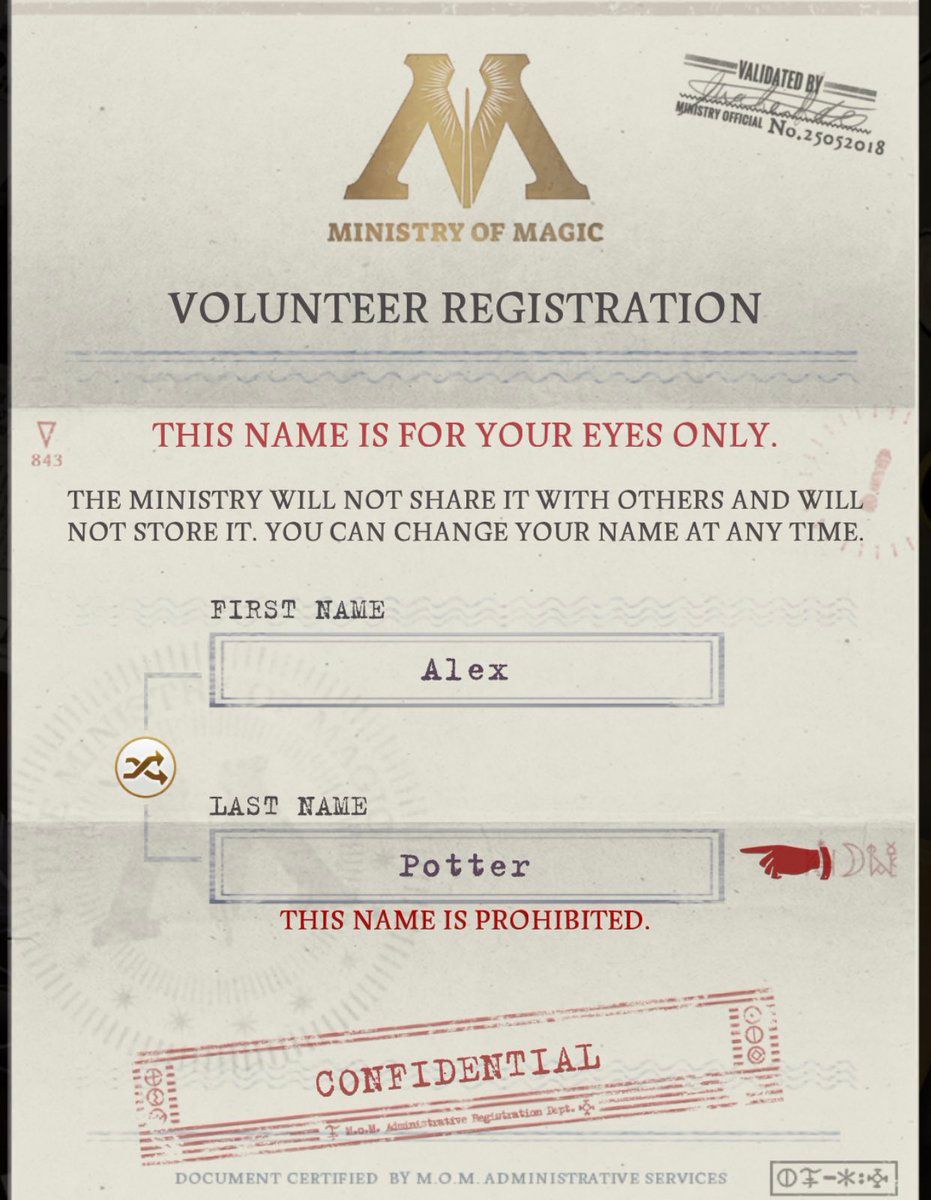 VALIDATED BY
MINISTRY OFFICIAL No.25052018
MINISTRY OF MAGIC
VOLUNTEER REGISTRATION
843
THIS NAME IS FOR YOUR EYES ONLY.
THE MINISTRY WILL NOT SHARE IT WITH OTHERS AND WILL
NOT STORE IT. YOU CAN CHANGE YOUR NAME AT ANY TIME.
FIRST NAME
Alex
LAST NAME
Potter
THIS NAME IS PROHIBITED.
CONFIDENTIAL
M.o.M. Administrative Registration Dept.
DOCUMENT CERTIFIED BY M.O.M. ADMINISTRATIVE SERVICES